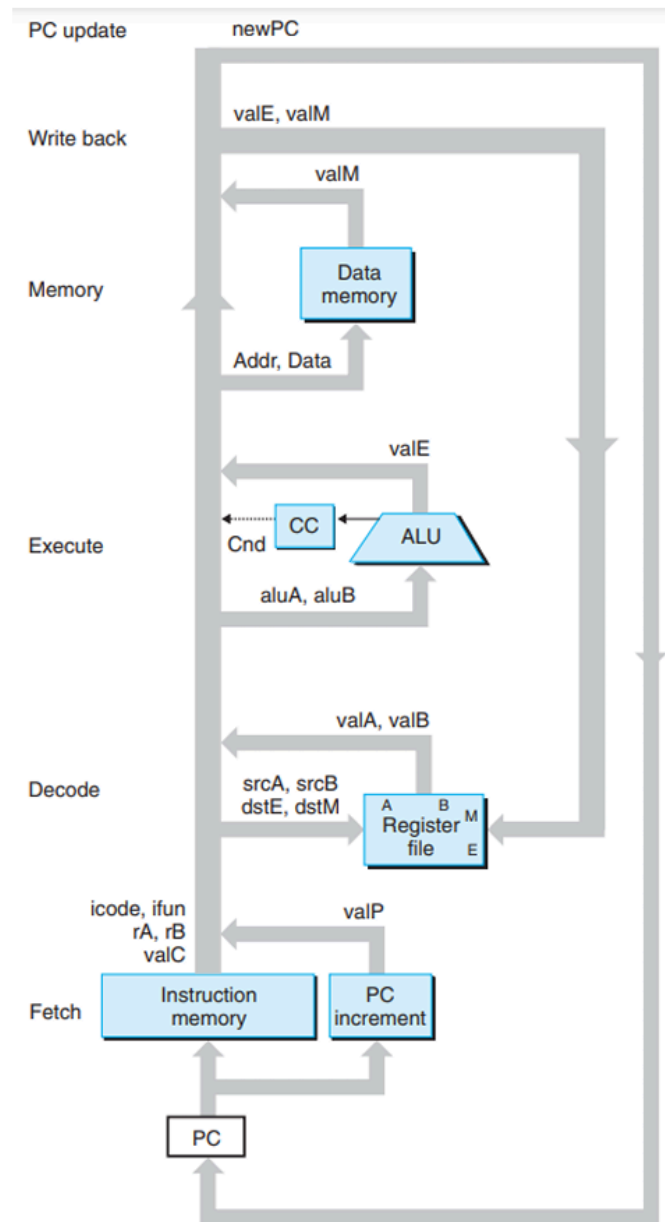 PC update
newPC
Write back
valE, valM
valM
Memory
Data
memory
Addr, Data
valE
Execute
CC
ALU
Cnd
aluA, aluB
valA, valB
Decode
srcA, srcB
dstE, dstM
A B
M
Register
file
E
icode, ifun
rA, rB
valC
valP
Fetch
Instruction
memory
PC
increment
PC